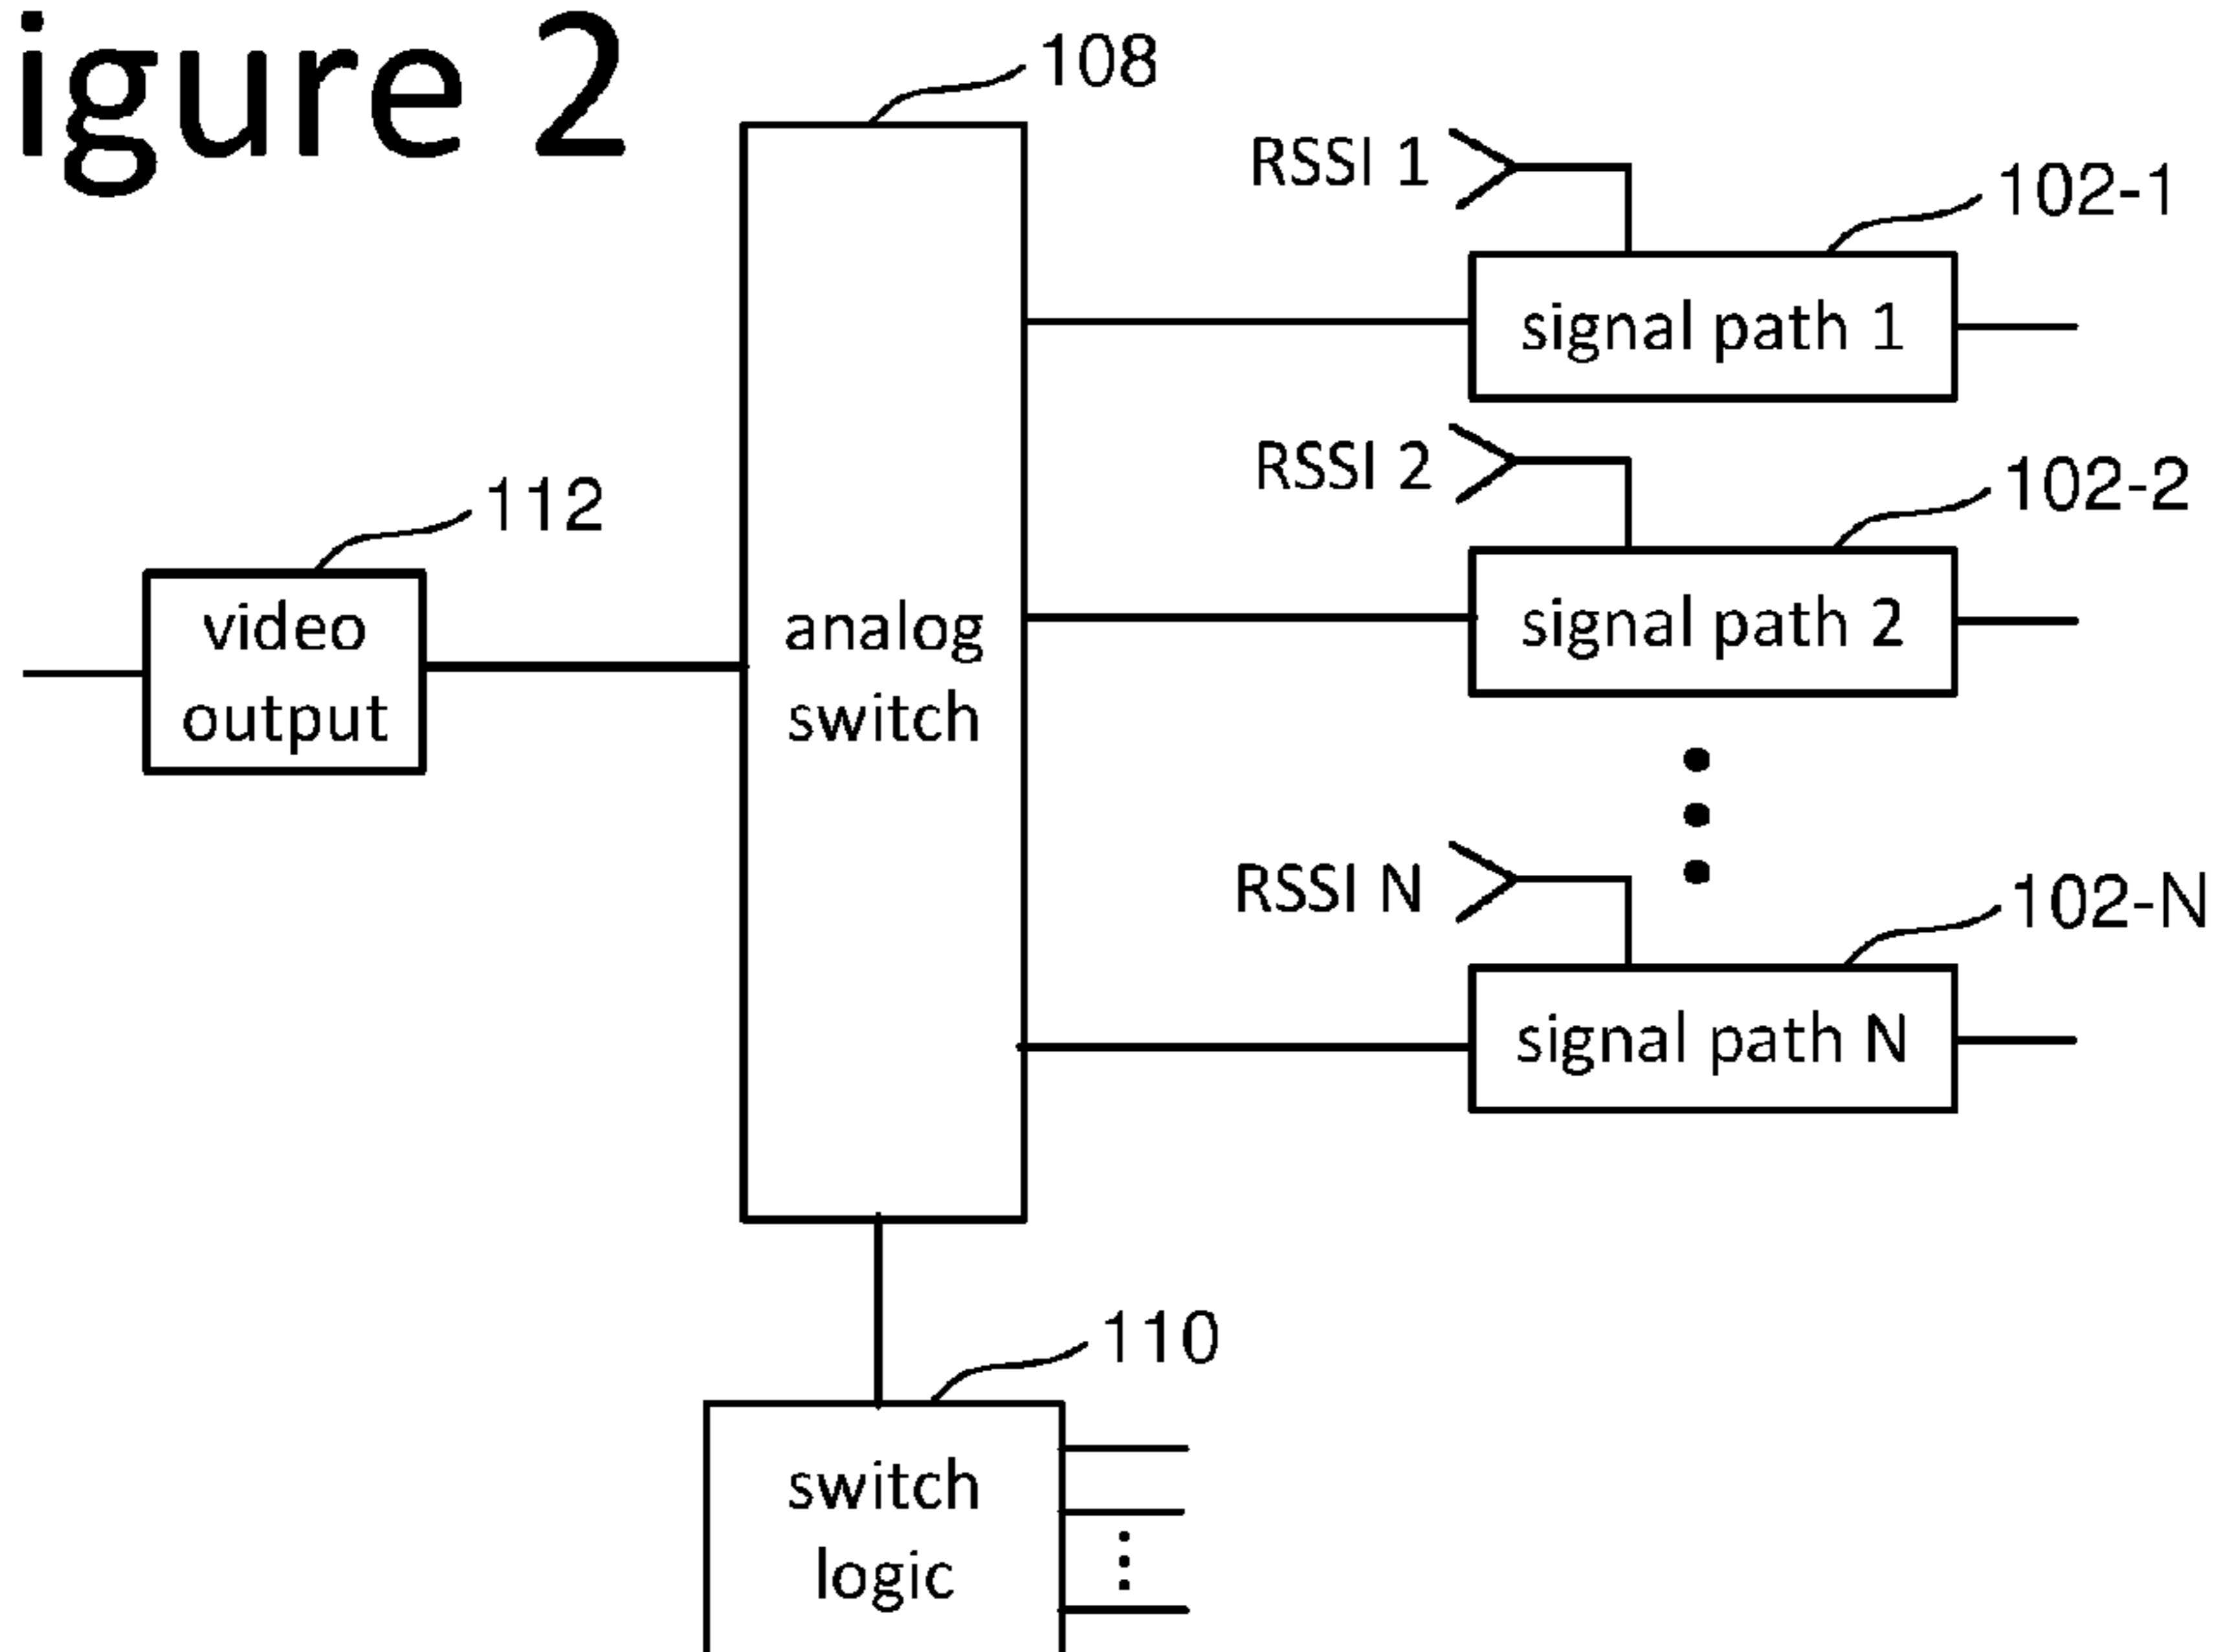 igure 2
108
RSSI 1
102-1
signal path 1
RSSI 2
102-2
signal path 2
112
video
output
analog
switch
RSSI N
102-N
signal path N
110
switch
logic